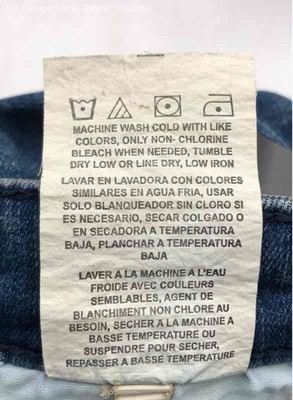 MACHINE WASH COLD WITH LIKE
COLORS, ONLY NON- CHLORINE
BLEACH WHEN NEEDED, TUMBLE
DRY LOW OR LINE DRY, LOW IRON
LAVAR EN LAVADORA CON COLORES
SIMILARES EN AGUA FRIA, USAR
SOLO BLANQUEADOR SIN CLORO SI
ES NECESARIO, SECAR COLGADO O
EN SECADORA A TEMPERATURA
BAJA, PLANCHAR A TEMPERATURA
BAJA
LAVER A LA MACHINE A L'EAU
FROIDE AVEC COULEURS
SEMBLABLES, AGENT DE
BLANCHIMENT NON CHLORE AU
BESOIN, SECHER A LA MACHINE A
BASSE TEMPERATURE OU
SUSPENDRE POUR SECHER,
REPASSER A BASSE TEMPERATURE